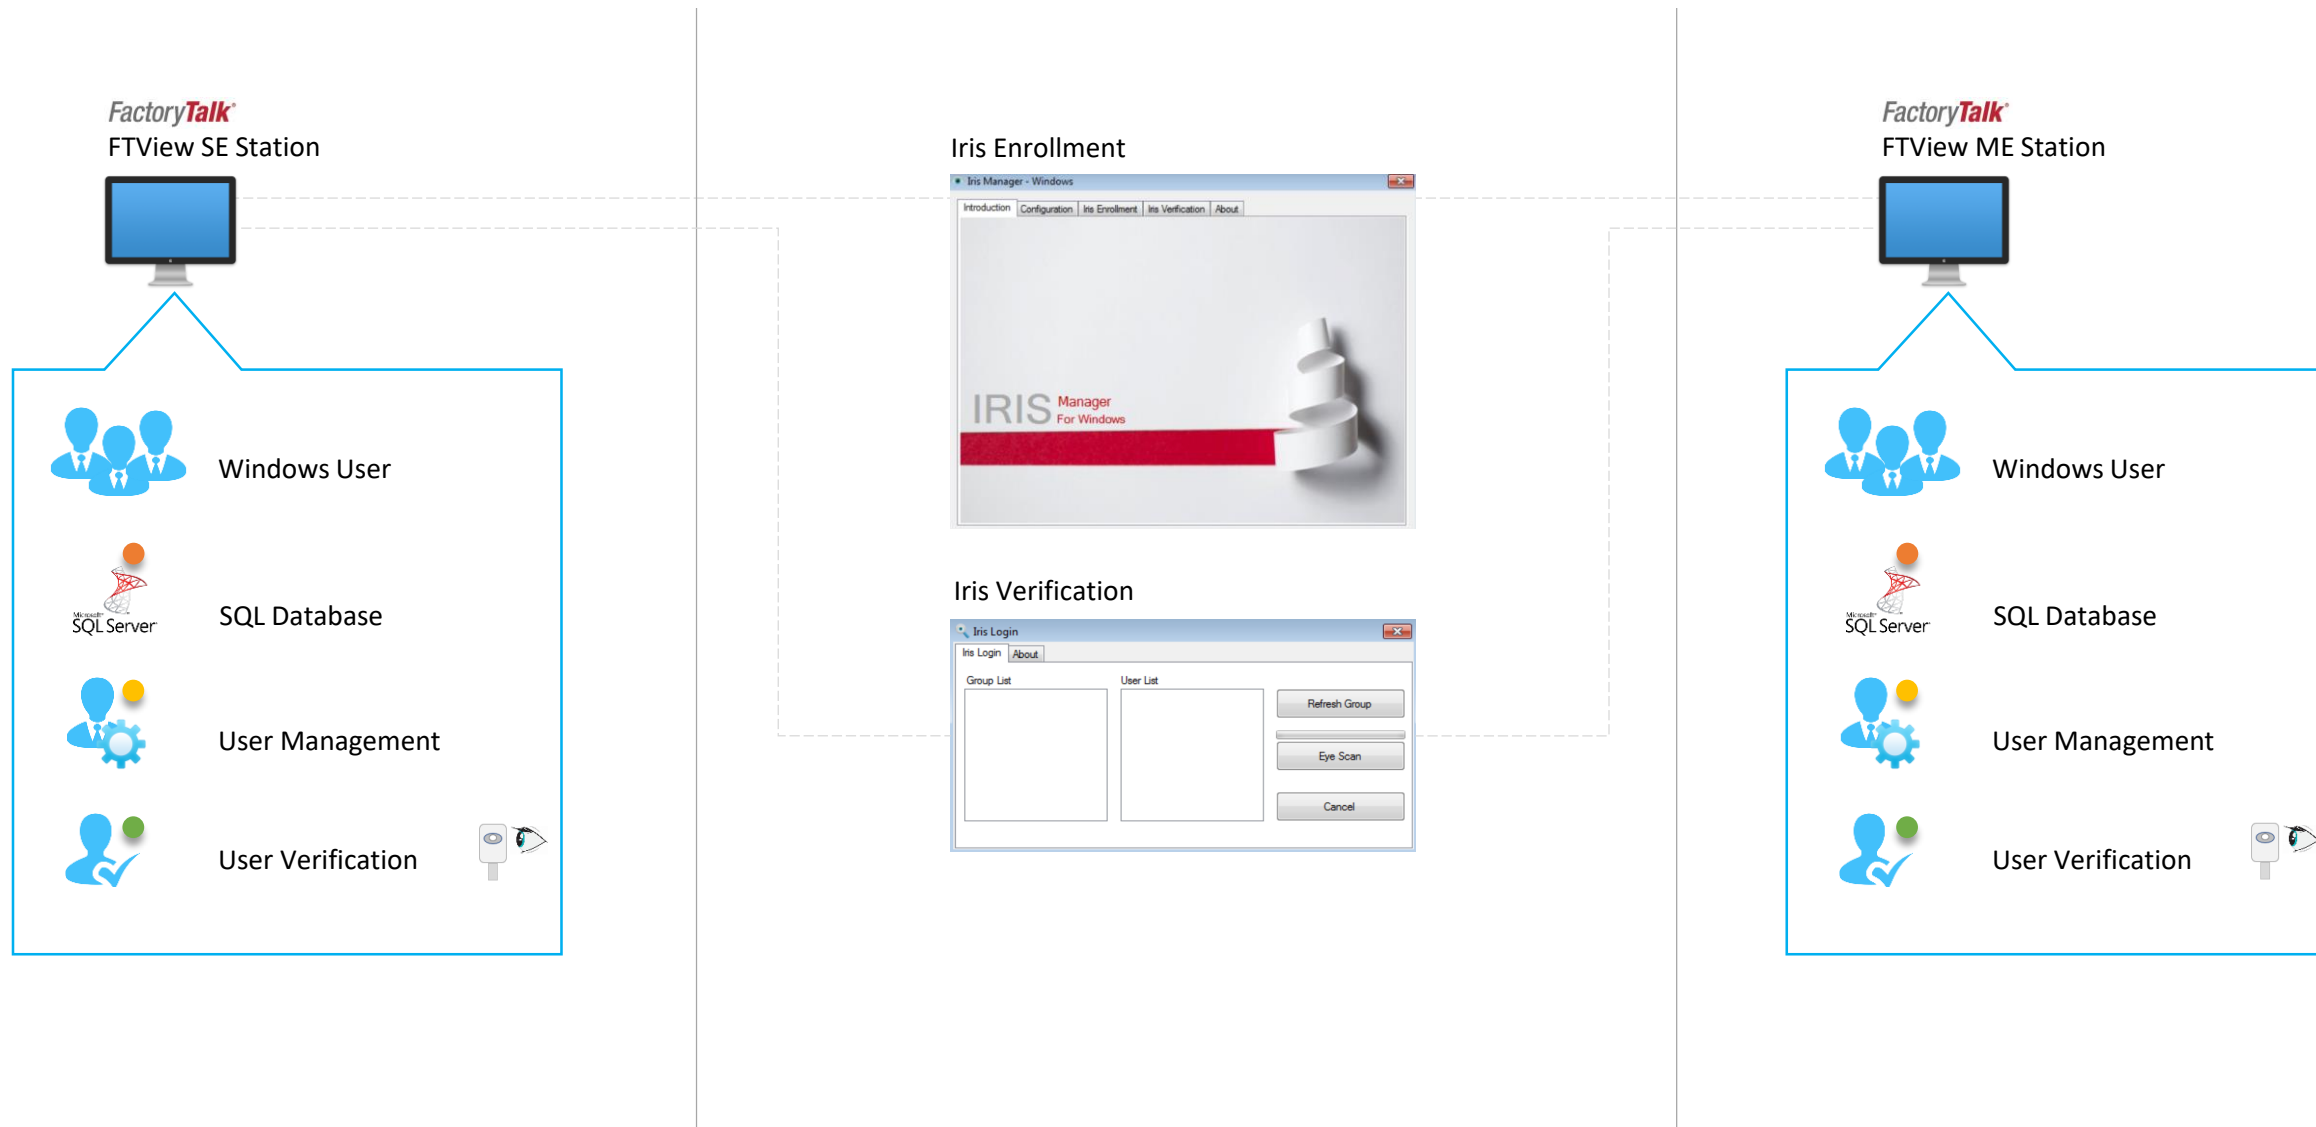 FactoryTalk
FTView SE Station
Windows User
Microsoft
SQL Server
SQL Database
User Management
User Verification
Iris Enrollment
Iris Manager - Windows
Introduction
Configuration
Iris Enrollment
Iris Verification
About
IRIS
Manager
For Windows
Iris Verification
Iris Login
Iris Login
About
Group List
User List
Refresh Group
Eye Scan
Cancel
FactoryTalk
FTView ME Station
Windows User
Microsoft
SQL Server
SQL Database
User Management
User Verification